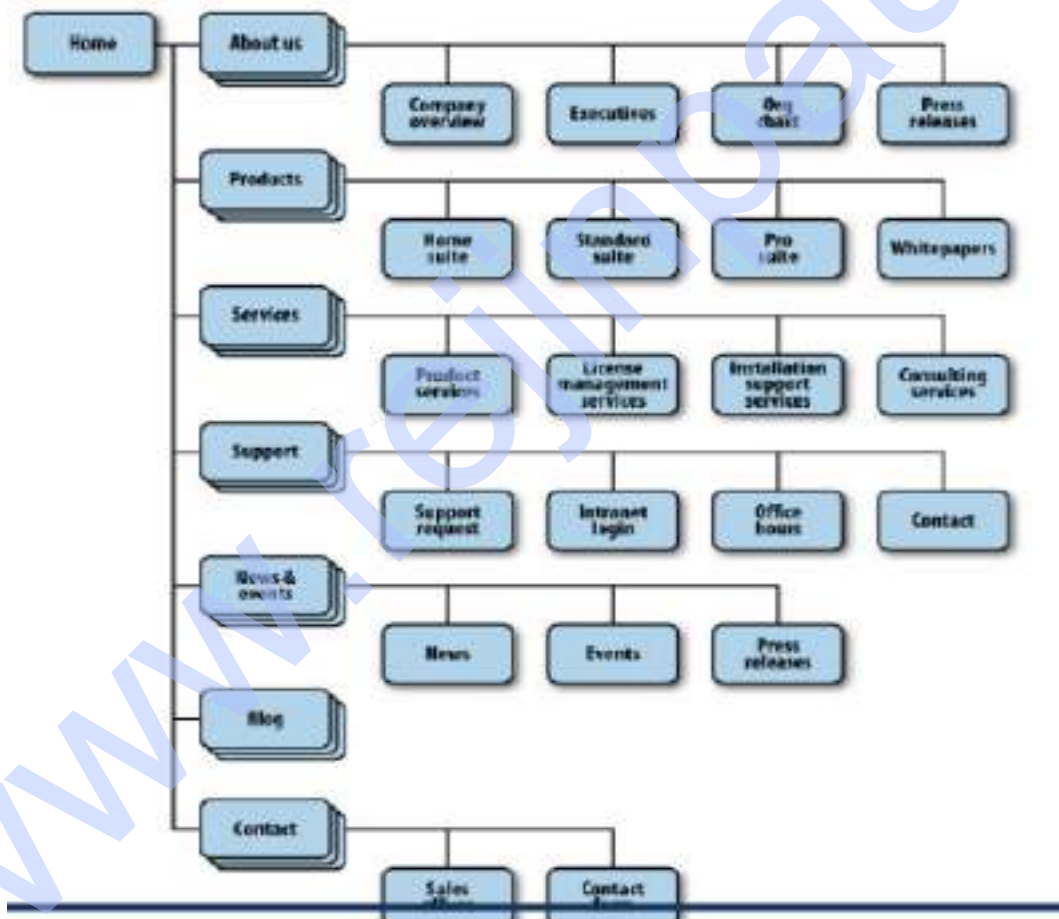 Home
About us
Company
overview
Executives
Org
chart
Press
releases
Products
Home
suite
Standard
suite
Pro
suite
Whitepapers
Services
Product
services
License
management
services
Installation
support
services
Consulting
services
Support
Support
request
Intranet
login
Office
hours
Contact
News &
events
News
Events
Press
releases
Blog
Contact
Sales
Contact